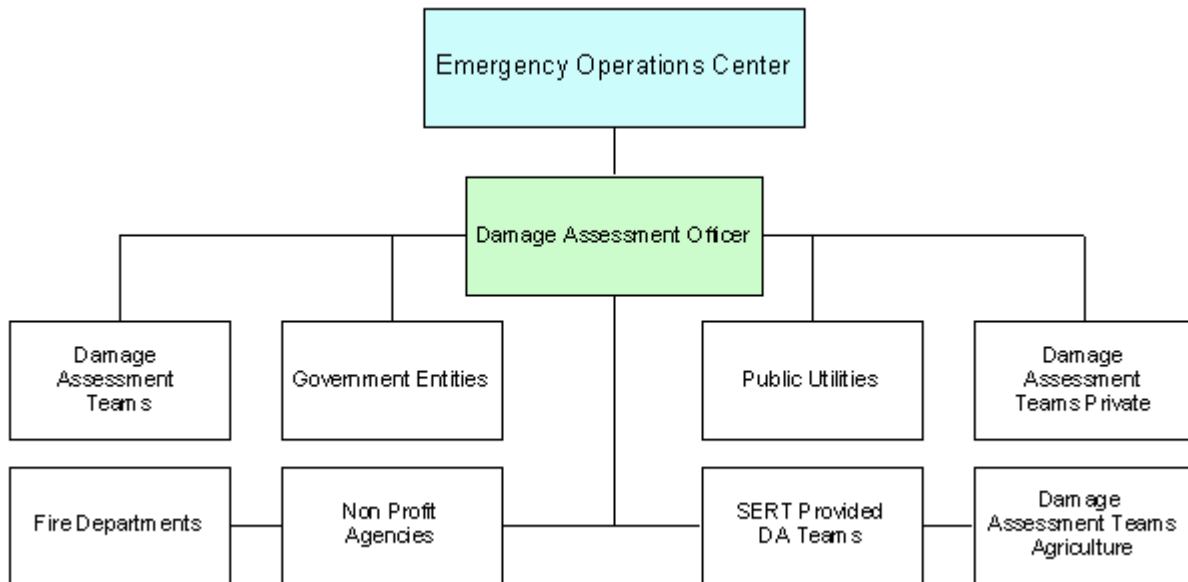 Emergency Operations Center
Damage Assessment Officer
Damage
Assessment
Teams
Government Entities
Public Utilities
Damage
Assessment
Teams Private
Fire Departments
Non Profit
Agencies
SERT Provided
DA Teams
Damage
Assessment Teams
Agriculture